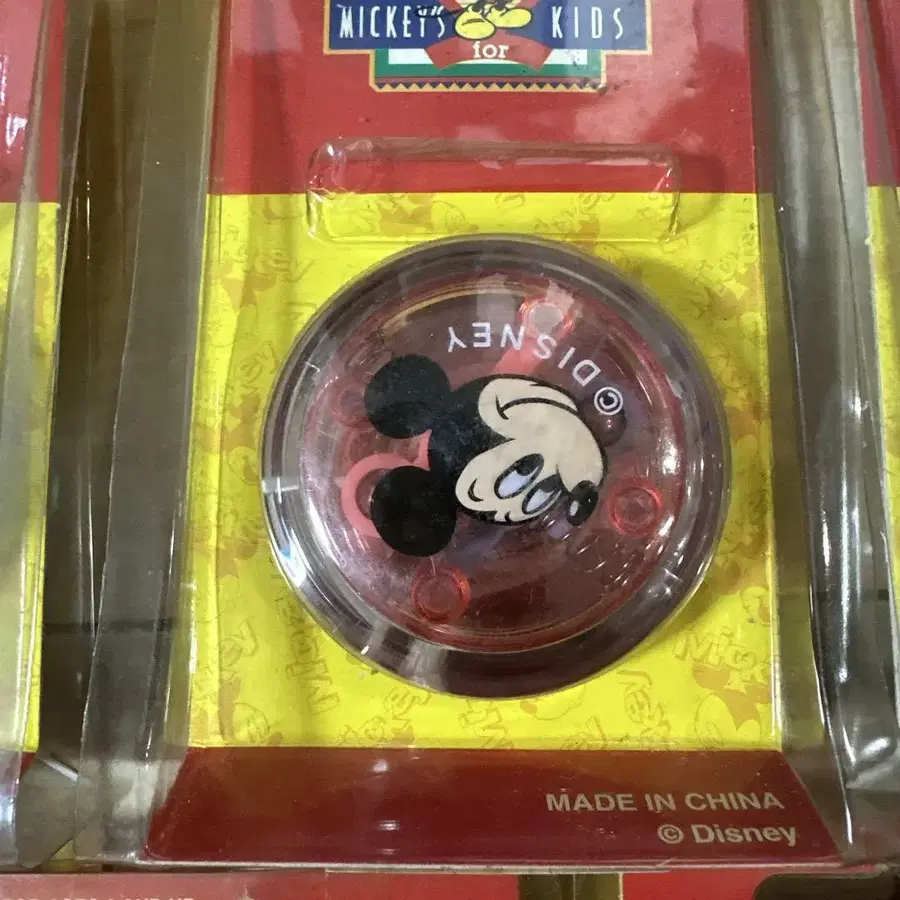 MICKEY'S KIDS
for
© DISNEY
MADE IN CHINA
© Disney